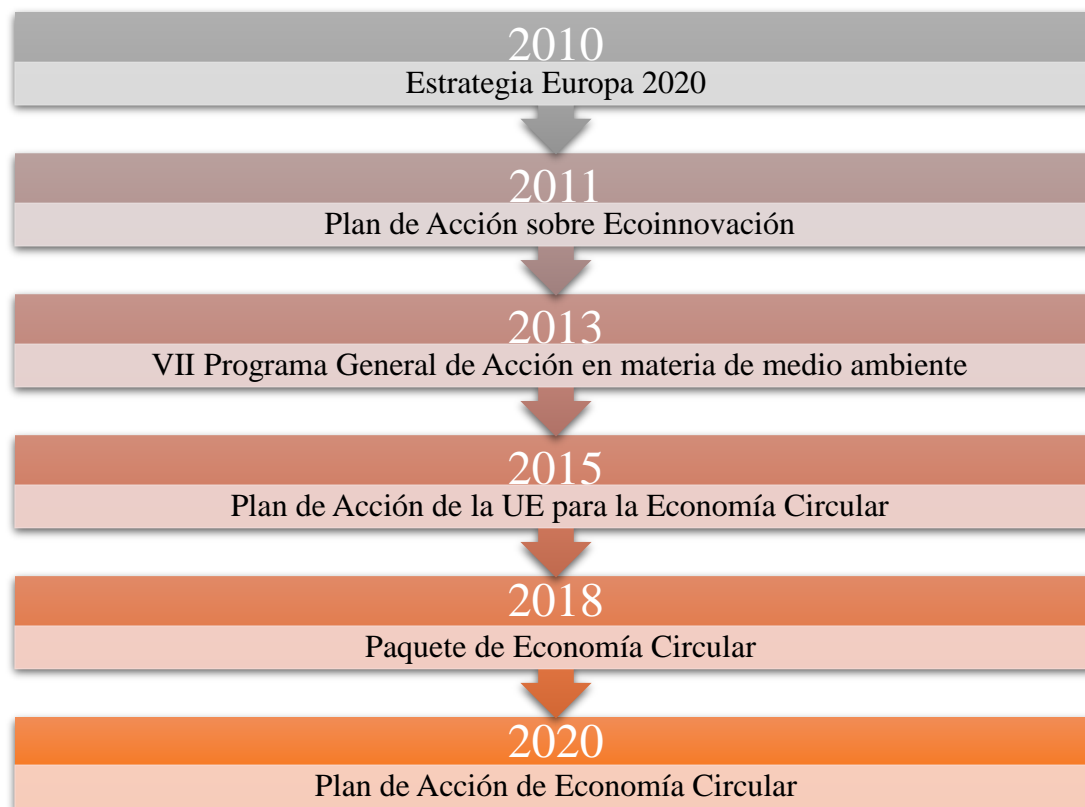 2010
Estrategia Europa 2020
2011
Plan de Acción sobre Ecoinnovación
2013
VII Programa General de Acción en materia de medio ambiente
2015
Plan de Acción de la UE para la Economía Circular
2018
Paquete de Economía Circular
2020
Plan de Acción de Economía Circular